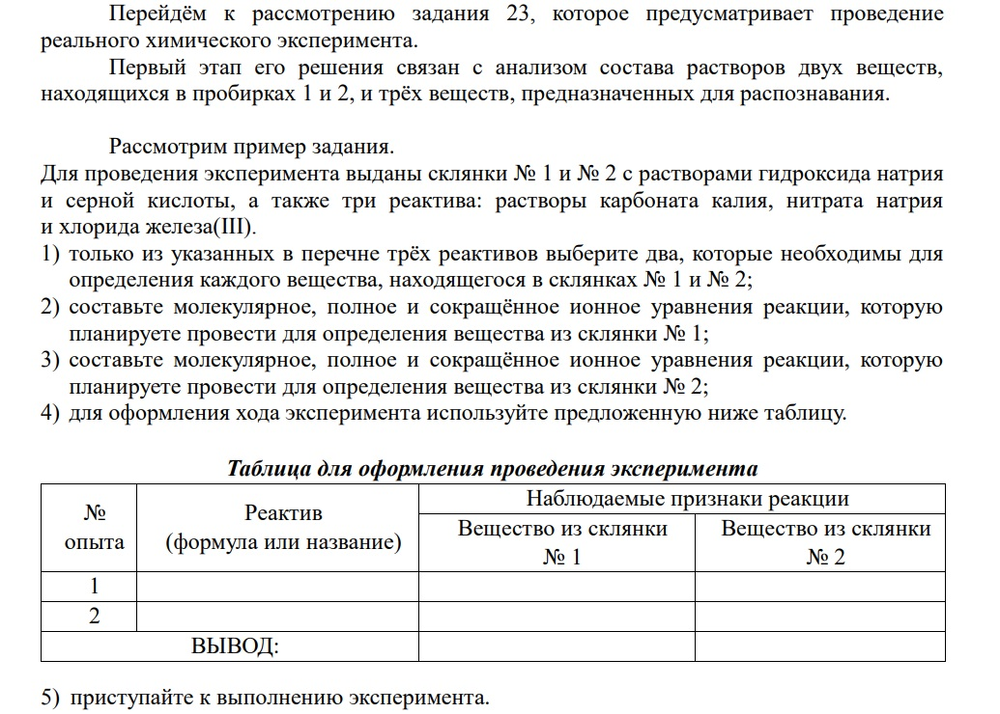 Перейдём к рассмотрению задания 23, которое предусматривает проведение
реального химического эксперимента.
Первый этап его решения связан с анализом состава растворов двух веществ,
находящихся в пробирках 1 и 2, и трёх веществ, предназначенных для распознавания.
Рассмотрим пример задания.
Для проведения эксперимента выданы склянки № 1 и № 2 с растворами гидроксида натрия
и серной кислоты, а также три реактива: растворы карбоната калия, нитрата натрия
и хлорида железа(III).
1) только из указанных в перечне трёх реактивов выберите два, которые необходимы для
определения каждого вещества, находящегося в склянках № 1 и № 2;
2) составьте молекулярное, полное и сокращённое ионное уравнения реакции, которую
планируете провести для определения вещества из склянки № 1;
3) составьте молекулярное, полное и сокращённое ионное уравнения реакции, которую
планируете провести для определения вещества из склянки № 2;
4) для оформления хода эксперимента используйте предложенную ниже таблицу.
Таблица для оформления проведения эксперимента
№
опыта
Реактив
(формула или название)
Наблюдаемые признаки реакции
Вещество из склянки
№ 1
Вещество из склянки
№ 2
1
2
ВЫВОД:
5) приступайте к выполнению эксперимента.